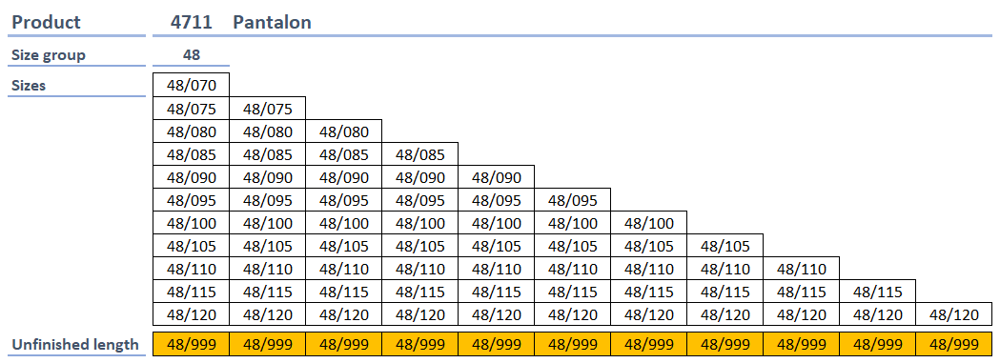 Product 4711 Pantalon
Size group 48
Sizes 48/070
48/075 48/075
48/080 48/080 48/080
48/085 48/085 48/085 48/085
48/090 48/090 48/090 48/090 48/090
48/095 48/095 48/095 48/095 48/095 48/095
48/100 48/100 48/100 48/100 48/100 48/100 48/100
48/105 48/105 48/105 48/105 48/105 48/105 48/105 48/105
48/110 48/110 48/110 48/110 48/110 48/110 48/110 48/110 48/110
48/115 48/115 48/115 48/115 48/115 48/115 48/115 48/115 48/115 48/115
48/120 48/120 48/120 48/120 48/120 48/120 48/120 48/120 48/120 48/120 48/120
Unfinished length 48/999 48/999 48/999 48/999 48/999 48/999 48/999 48/999 48/999 48/999 48/999